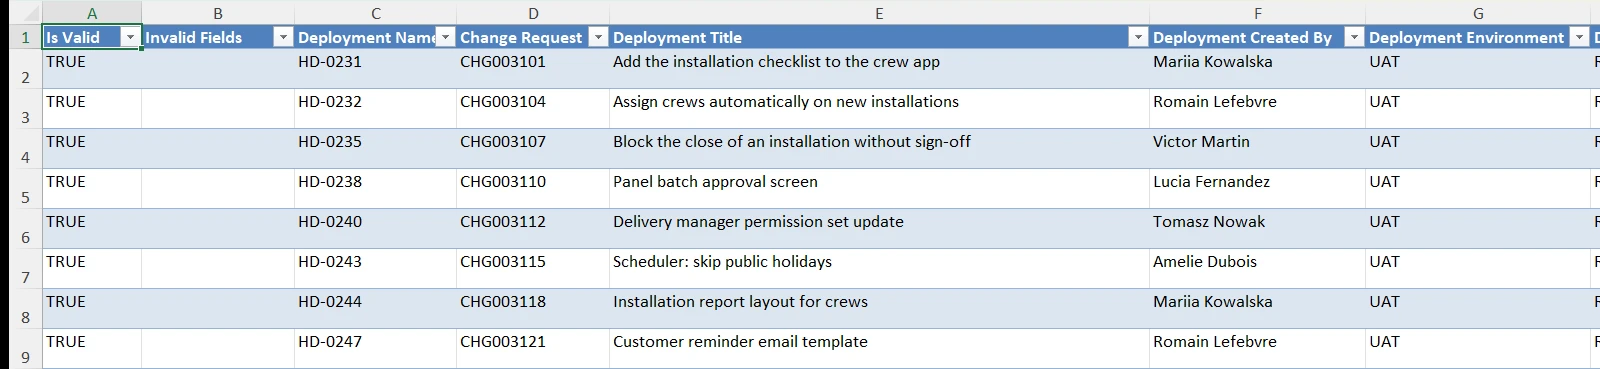 A B C D E F G
1 Is Valid Invalid Fields Deployment Name Change Request Deployment Title Deployment Created By Deployment Environment
2 TRUE HD-0231 CHG003101 Add the installation checklist to the crew app Mariia Kowalska UAT
3 TRUE HD-0232 CHG003104 Assign crews automatically on new installations Romain Lefebvre UAT
4 TRUE HD-0235 CHG003107 Block the close of an installation without sign-off Victor Martin UAT
5 TRUE HD-0238 CHG003110 Panel batch approval screen Lucia Fernandez UAT
6 TRUE HD-0240 CHG003112 Delivery manager permission set update Tomasz Nowak UAT
7 TRUE HD-0243 CHG003115 Scheduler: skip public holidays Amelie Dubois UAT
8 TRUE HD-0244 CHG003118 Installation report layout for crews Mariia Kowalska UAT
9 TRUE HD-0247 CHG003121 Customer reminder email template Romain Lefebvre UAT